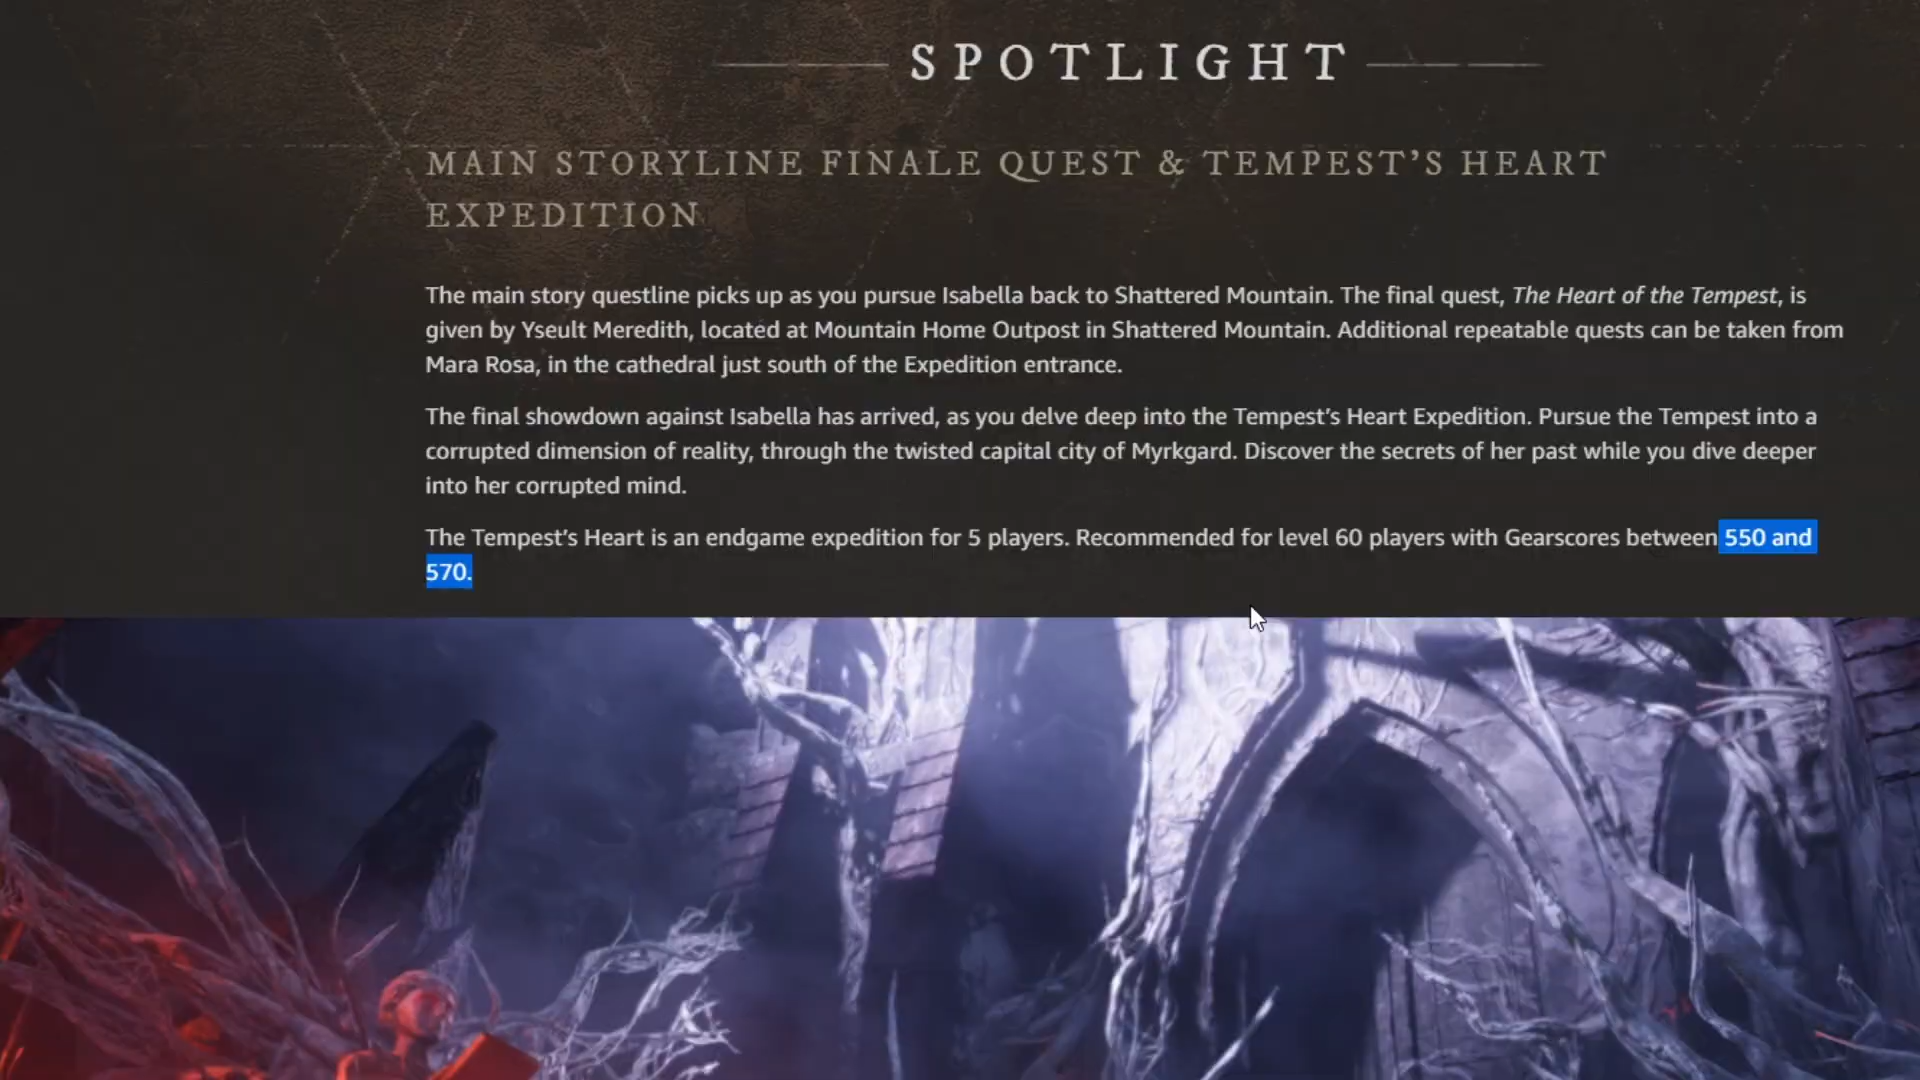 SPOTLIGHT
MAIN STORYLINE FINALE QUEST & TEMPEST’S HEART
EXPEDITION
The main story questline picks up as you pursue Isabella back to Shattered Mountain. The final quest, The Heart of the Tempest, is
given by Yseult Meredith, located at Mountain Home Outpost in Shattered Mountain. Additional repeatable quests can be taken from
Mara Rosa, in the cathedral just south of the Expedition entrance.
The final showdown against Isabella has arrived, as you delve deep into the Tempest’s Heart Expedition. Pursue the Tempest into a
corrupted dimension of reality, through the twisted capital city of Myrkgard. Discover the secrets of her past while you dive deeper
into her corrupted mind.
The Tempest’s Heart is an endgame expedition for 5 players. Recommended for level 60 players with Gearscores between 550 and
570.